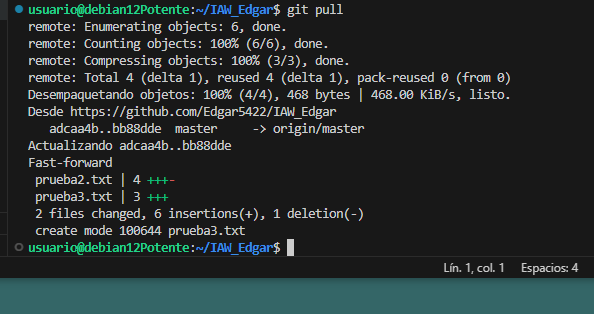 usuario@debian12Potente:~/IAW_Edgar$ git pull
remote: Enumerating objects: 6, done.
remote: Counting objects: 100% (6/6), done.
remote: Compressing objects: 100% (3/3), done.
remote: Total 4 (delta 1), reused 4 (delta 1), pack-reused 0 (from 0)
Desempaquetando objetos: 100% (4/4), 468 bytes | 468.00 KiB/s, listo.
Desde https://github.com/Edgar5422/IAW_Edgar
   adcaa4b..bb88dde  master     -> origin/master
Actualizando adcaa4b..bb88dde
Fast-forward
 prueba2.txt | 4 +++-
 prueba3.txt | 3 +++
 2 files changed, 6 insertions(+), 1 deletion(-)
 create mode 100644 prueba3.txt
usuario@debian12Potente:~/IAW_Edgar$
Lín. 1, col. 1 Espacios: 4